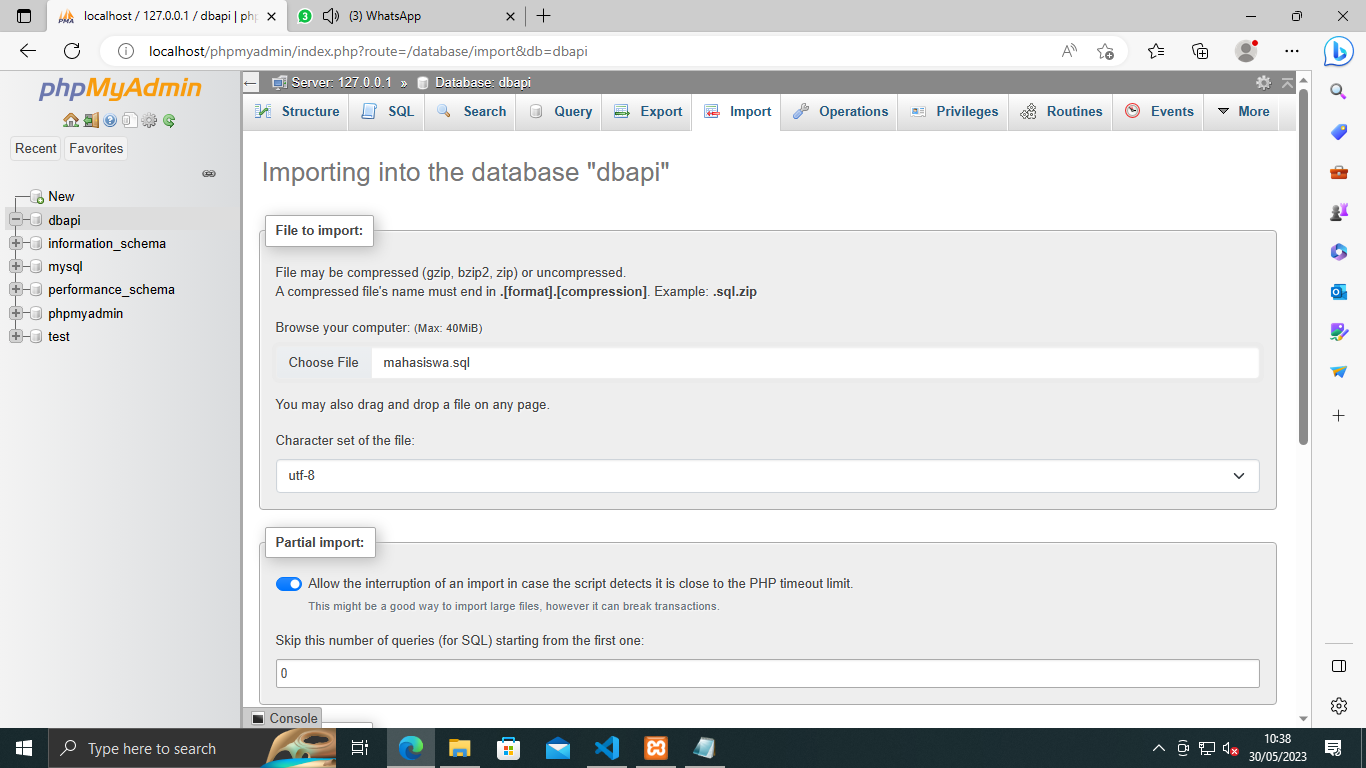 localhost / 127.0.0.1 / dbapi | php
3
(3) WhatsApp
localhost/phpmyadmin/index.php?route=/database/import&db=dbapi
phpMyAdmin
Recent
Favorites
New
dbapi
information_schema
mysql
performance_schema
phpmyadmin
test
Server: 127.0.0.1 » Database: dbapi
Structure
SQL
Search
Query
Export
Import
Operations
Privileges
Routines
Events
More
Importing into the database "dbapi"
File to import:
File may be compressed (gzip, bzip2, zip) or uncompressed.
A compressed file's name must end in .[format].[compression]. Example: .sql.zip
Browse your computer: (Max: 40MiB)
Choose File
mahasiswa.sql
You may also drag and drop a file on any page.
Character set of the file:
utf-8
Partial import:
Allow the interruption of an import in case the script detects it is close to the PHP timeout limit.
This might be a good way to import large files, however it can break transactions.
Skip this number of queries (for SQL) starting from the first one:
0
Console
Type here to search
10:38
30/05/2023